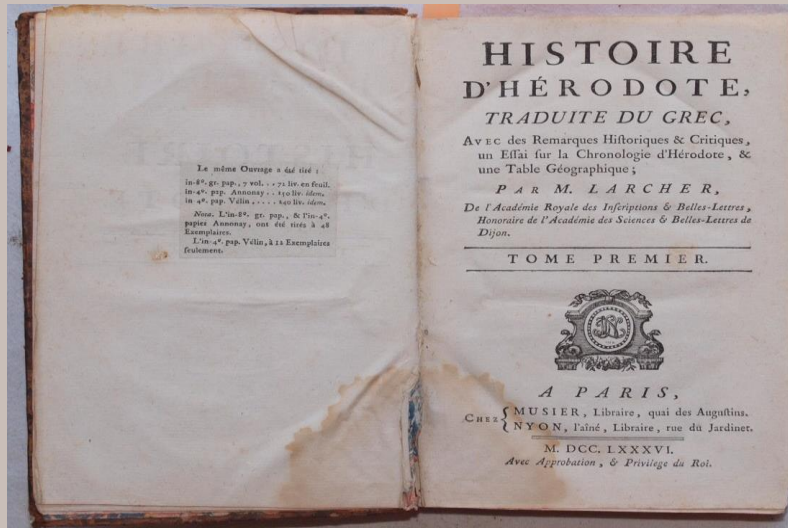 Le même Ouvrage a été tiré :
in-8°. gr. pap., 7 vol. . . 72 liv. en feuil.
in-4°. pap. Annonay. . . 150 liv. idem.
in 4°. pap. Vélin, . . . . 240 liv. idem.
Nota. L'in-8°. gr. pap., & l'in-4°.
papier Annonay, ont été tirés à 48
Exemplaires.
L'in-4°. pap. Vélin, à 12 Exemplaires
seulement.
HISTOIRE
D'HÉRODOTE,
TRADUITE DU GREC,
AVEC des Remarques Hiſtoriques & Critiques,
un Eſſai ſur la Chronologie d'Hérodote, &
une Table Géographique ;
PAR M. LARCHER,
De l'Académie Royale des Inſcriptions & Belles-Lettres,
Honoraire de l'Académie des Sciences & Belles-Lettres de
Dijon.
TOME PREMIER.
A PARIS,
CHEZ { MUSIER, Libraire, quai des Auguſtins.
NYON, l'aîné, Libraire, rue du Jardinet.
M. DCC. LXXXVI.
Avec Approbation, & Privilege du Roi.